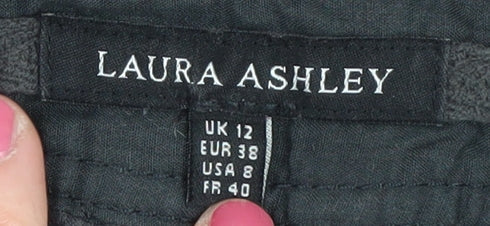 LAURA ASHLEY
UK 12
EUR 38
USA 8
FR 40